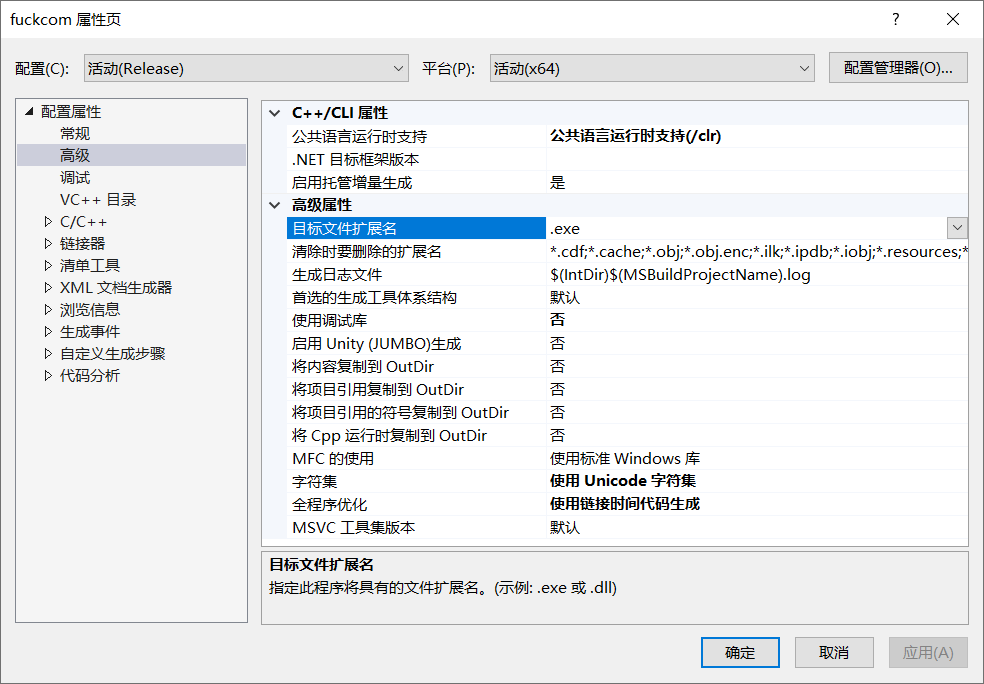 fuckcom 属性页
?
配置(C): 活动(Release) 平台(P): 活动(x64) 配置管理器(O)...
配置属性
常规
高级
调试
VC++ 目录
C/C++
链接器
清单工具
XML 文档生成器
浏览信息
生成事件
自定义生成步骤
代码分析
C++/CLI 属性
公共语言运行时支持 公共语言运行时支持(/clr)
.NET 目标框架版本
启用托管增量生成 是
高级属性
目标文件扩展名 .exe
清除时要删除的扩展名 *.cdf;*.cache;*.obj;*.obj.enc;*.ilk;*.ipdb;*.iobj;*.resources;*
生成日志文件 $(IntDir)$(MSBuildProjectName).log
首选的生成工具体系结构 默认
使用调试库 否
启用 Unity (JUMBO)生成 否
将内容复制到 OutDir 否
将项目引用复制到 OutDir 否
将项目引用的符号复制到 OutDir 否
将 Cpp 运行时复制到 OutDir 否
MFC 的使用 使用标准 Windows 库
字符集 使用 Unicode 字符集
全程序优化 使用链接时间代码生成
MSVC 工具集版本 默认
目标文件扩展名
指定此程序将具有的文件扩展名。(示例: .exe 或 .dll)
确定 取消 应用(A)